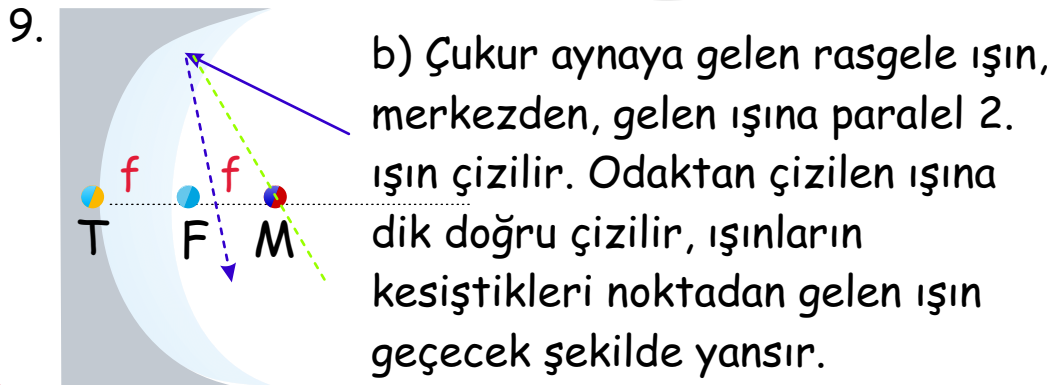 9.
b) Çukur aynaya gelen rasgele ışın,
merkezden, gelen ışına paralel 2.
ışın çizilir. Odaktan çizilen ışına
dik doğru çizilir, ışınların
kesiştikleri noktadan gelen ışın
geçecek şekilde yansır.
f f
T F M